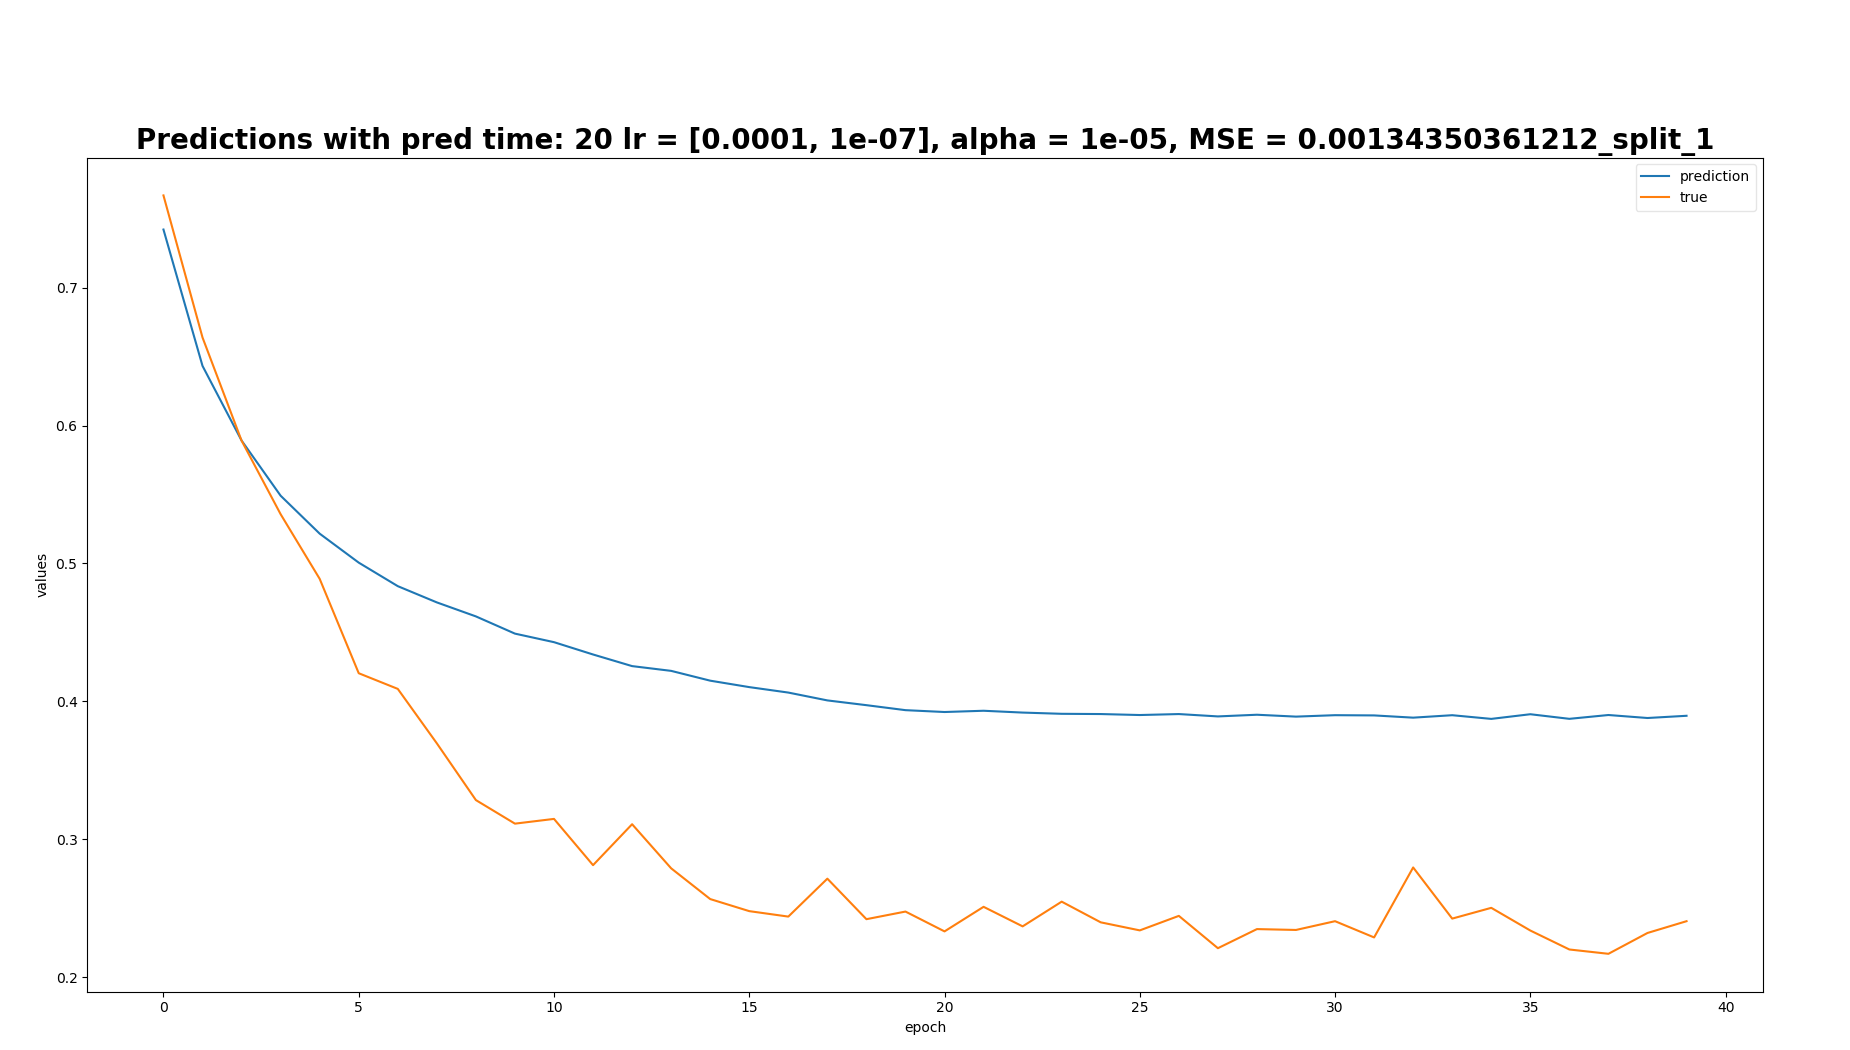 Predictions with pred time: 20 lr = [0.0001, 1e-07], alpha = 1e-05, MSE = 0.00134350361212_split_1
prediction
true
values
0.7
0.6
0.5
0.4
0.3
0.2
0 5 10 15 20 25 30 35 40
epoch